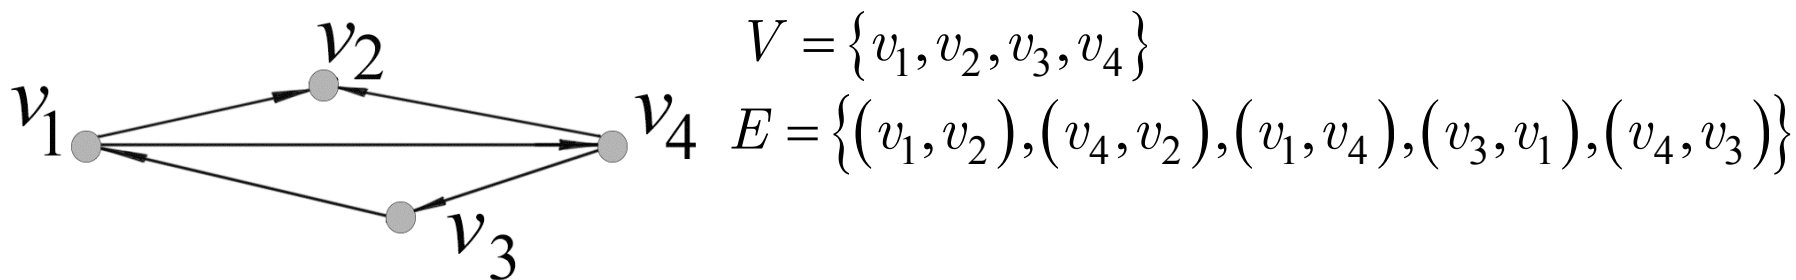 v2
v1
v4
v3
V = {v1, v2, v3, v4}
E = {(v1, v2), (v4, v2), (v1, v4), (v3, v1), (v4, v3)}